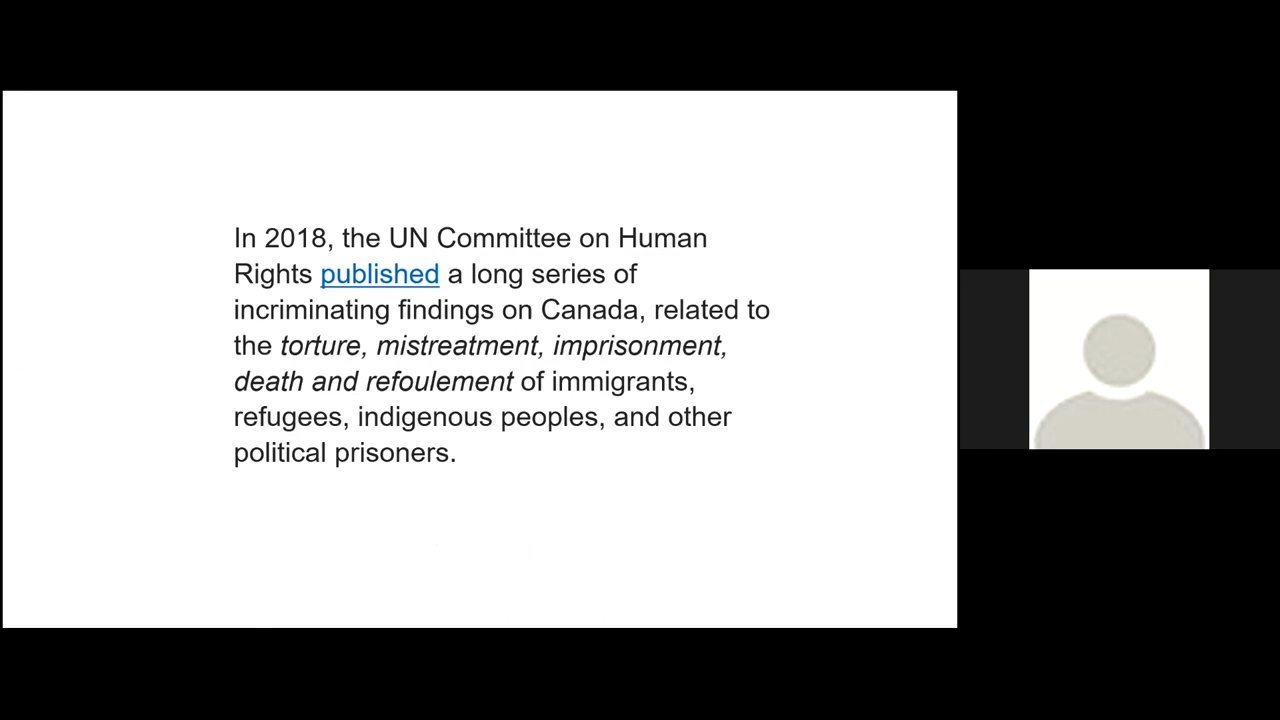 In 2018, the UN Committee on Human
Rights published a long series of
incriminating findings on Canada, related to
the torture, mistreatment, imprisonment,
death and refoulement of immigrants,
refugees, indigenous peoples, and other
political prisoners.